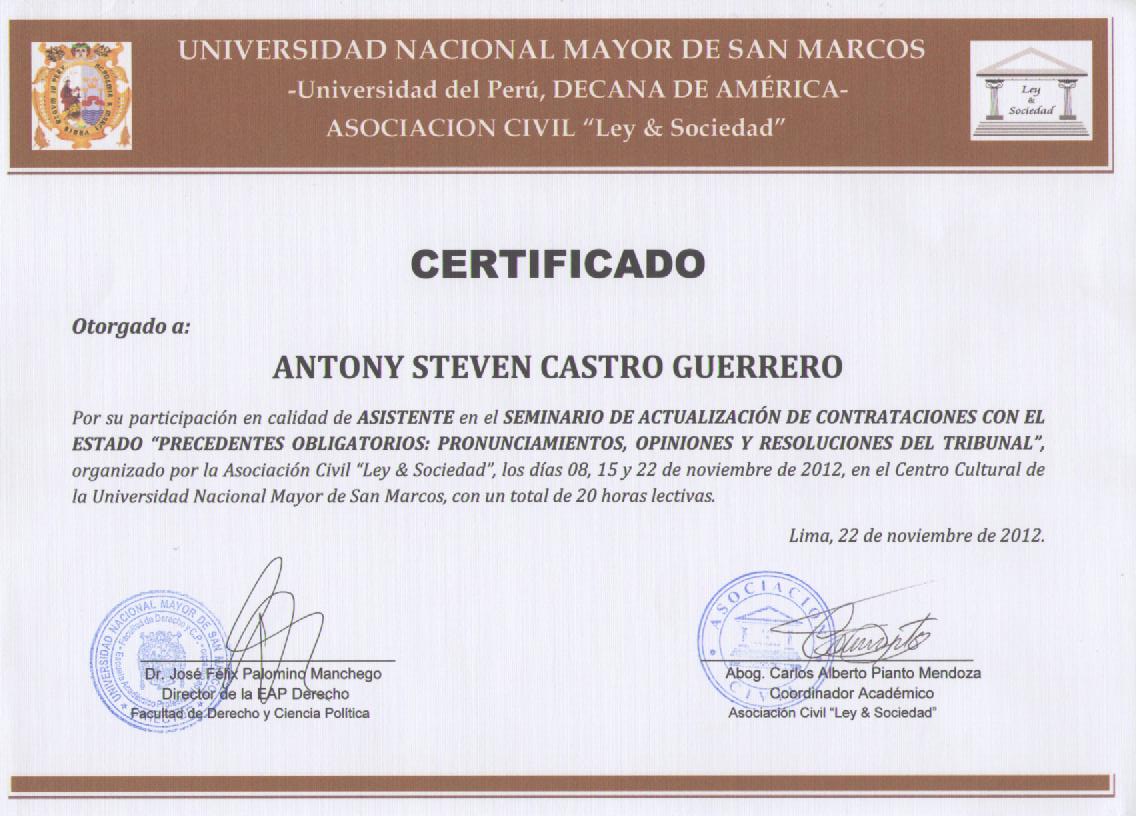 UNIVERSIDAD NACIONAL MAYOR DE SAN MARCOS
-Universidad del Perú, DECANA DE AMÉRICA-
ASOCIACION CIVIL “Ley & Sociedad”
Ley
&
Sociedad
CERTIFICADO
Otorgado a:
ANTONY STEVEN CASTRO GUERRERO
Por su participación en calidad de ASISTENTE en el SEMINARIO DE ACTUALIZACIÓN DE CONTRATACIONES CON EL
ESTADO “PRECEDENTES OBLIGATORIOS: PRONUNCIAMIENTOS, OPINIONES Y RESOLUCIONES DEL TRIBUNAL”,
organizado por la Asociación Civil “Ley & Sociedad”, los días 08, 15 y 22 de noviembre de 2012, en el Centro Cultural de
la Universidad Nacional Mayor de San Marcos, con un total de 20 horas lectivas.
Lima, 22 de noviembre de 2012.
UNIVERSIDAD NACIONAL MAYOR DE SAN
Facultad de Derecho y C.P.
Dr. José Félix Palomino Manchego
Director de la EAP Derecho
Facultad de Derecho y Ciencia Política
ASOCIACION
CIVIL
Abog. Carlos Alberto Pianto Mendoza
Coordinador Académico
Asociación Civil “Ley & Sociedad”